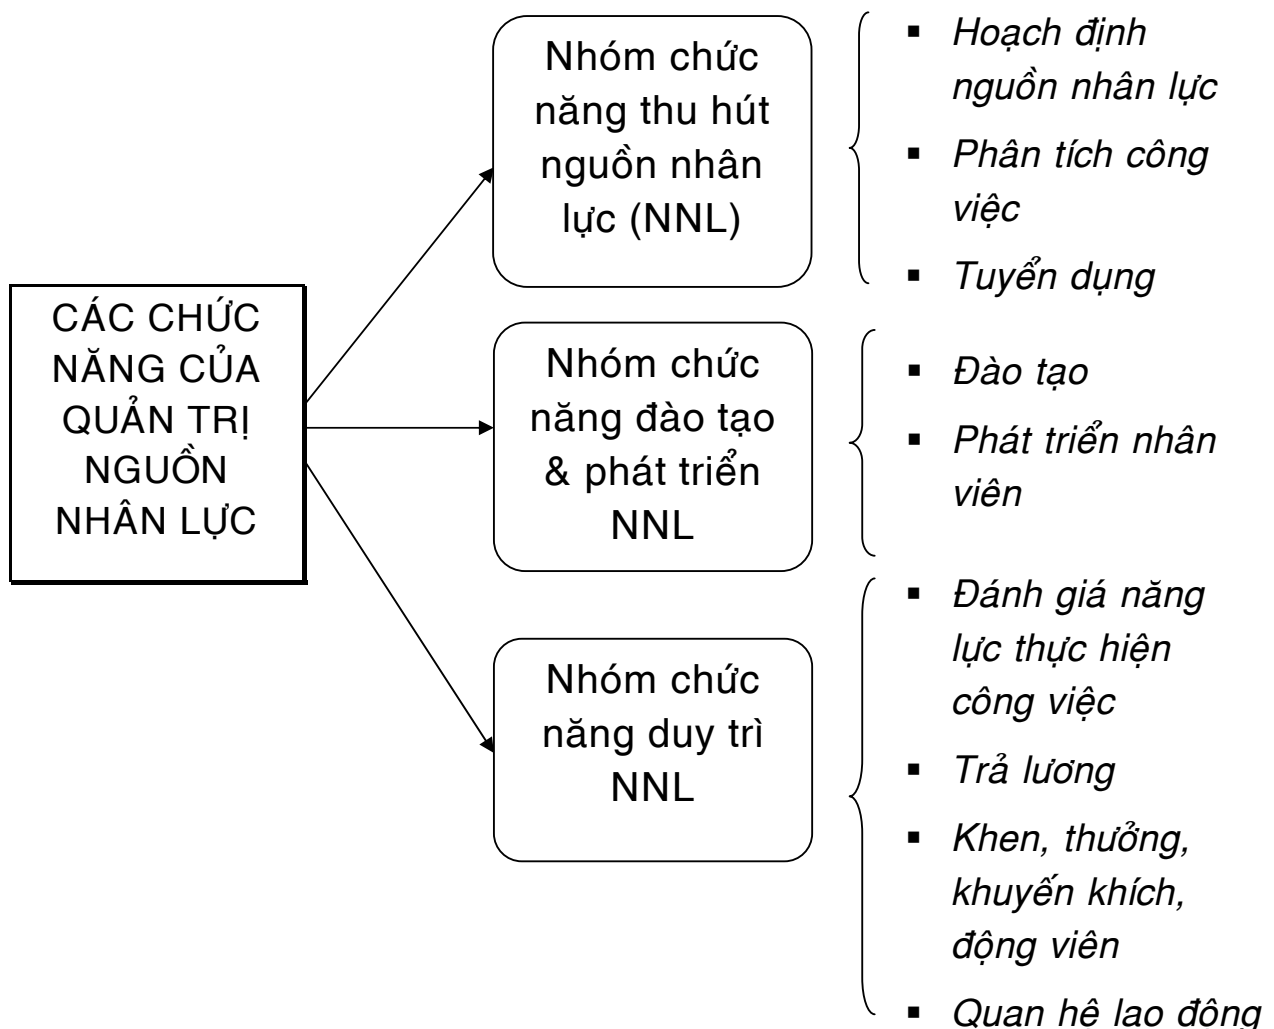 CÁC CHỨC
NĂNG CỦA
QUẢN TRỊ
NGUỒN
NHÂN LỰC
Nhóm chức
năng thu hút
nguồn nhân
lực (NNL)
▪ Hoạch định
nguồn nhân lực
▪ Phân tích công
việc
▪ Tuyển dụng
Nhóm chức
năng đào tạo
& phát triển
NNL
▪ Đào tạo
▪ Phát triển nhân
viên
Nhóm chức
năng duy trì
NNL
▪ Đánh giá năng
lực thực hiện
công việc
▪ Trả lương
▪ Khen, thưởng,
khuyến khích,
động viên
▪ Quan hệ lao động